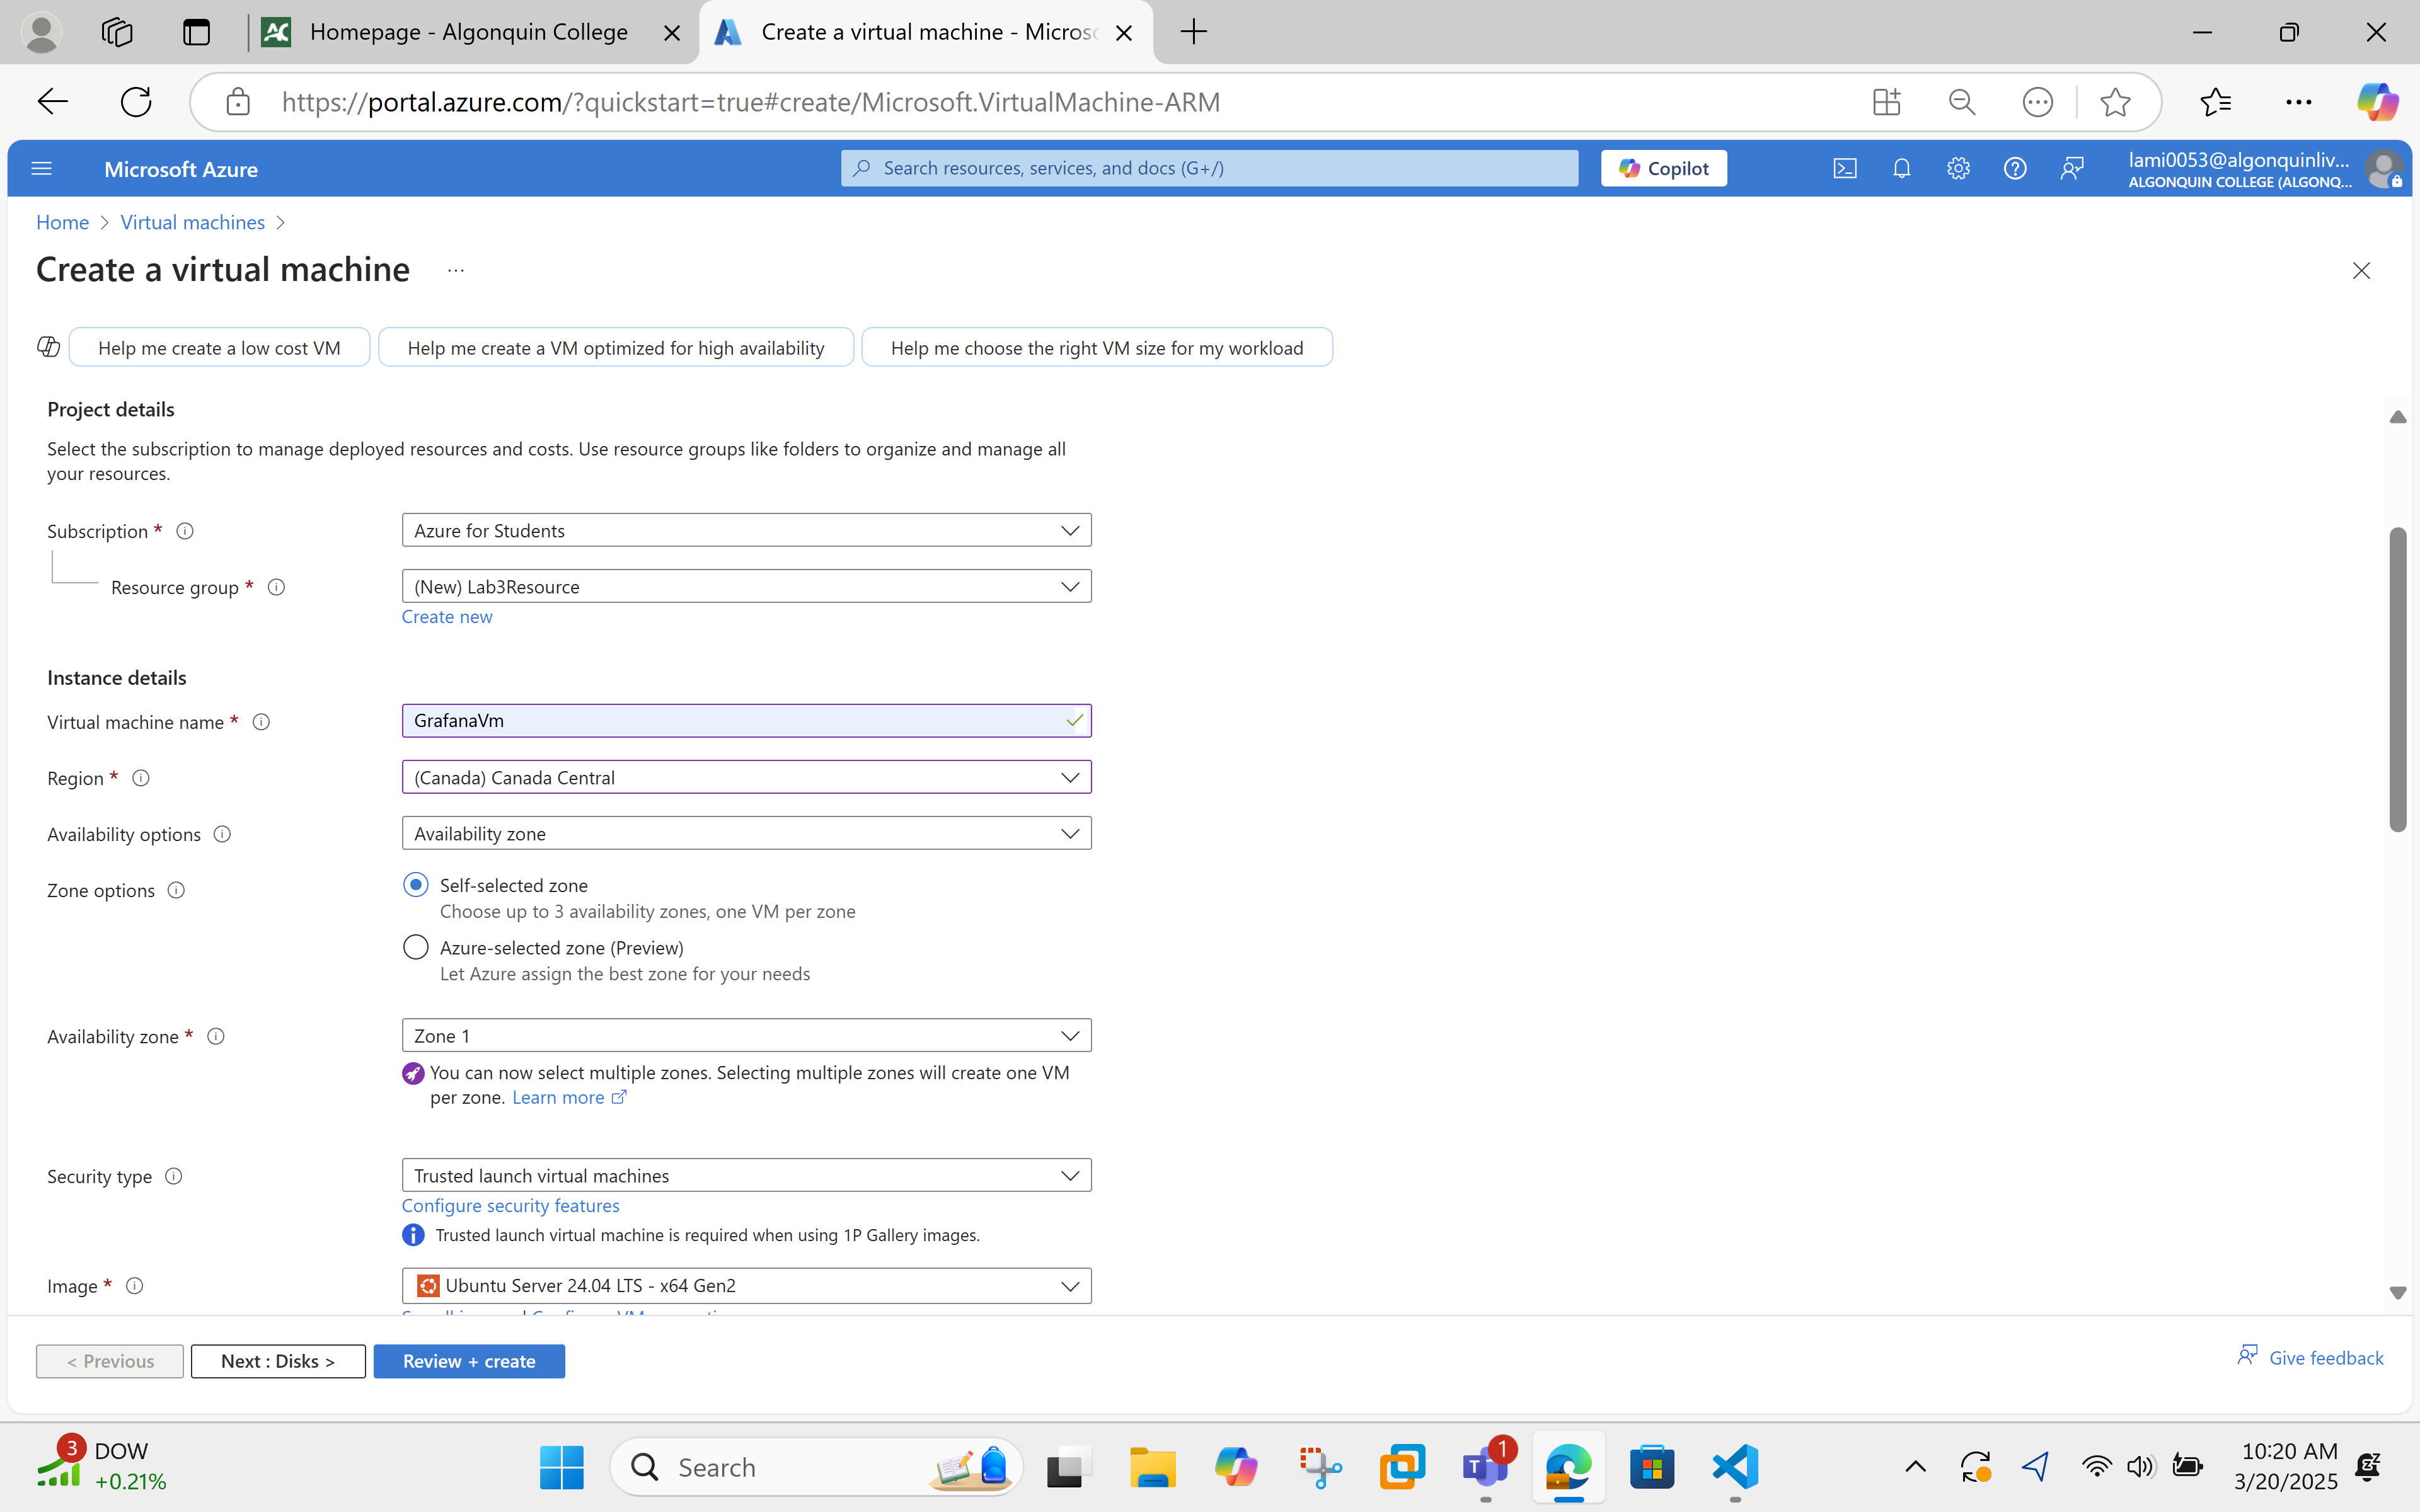 Homepage - Algonquin College
Create a virtual machine - Micros
https://portal.azure.com/?quickstart=true#create/Microsoft.VirtualMachine-ARM
Microsoft Azure
Search resources, services, and docs (G+/)
Copilot
lami0053@algonquinliv...
ALGONQUIN COLLEGE (ALGONQ...
Home > Virtual machines >
Create a virtual machine ...
Help me create a low cost VM
Help me create a VM optimized for high availability
Help me choose the right VM size for my workload
Project details
Select the subscription to manage deployed resources and costs. Use resource groups like folders to organize and manage all
your resources.
Subscription *
Azure for Students
Resource group *
(New) Lab3Resource
Create new
Instance details
Virtual machine name *
GrafanaVm
Region *
(Canada) Canada Central
Availability options
Availability zone
Zone options
Self-selected zone
Choose up to 3 availability zones, one VM per zone
Azure-selected zone (Preview)
Let Azure assign the best zone for your needs
Availability zone *
Zone 1
You can now select multiple zones. Selecting multiple zones will create one VM
per zone. Learn more
Security type
Trusted launch virtual machines
Configure security features
Trusted launch virtual machine is required when using 1P Gallery images.
Image *
Ubuntu Server 24.04 LTS - x64 Gen2
< Previous
Next : Disks >
Review + create
Give feedback
3
DOW
+0.21%
Search
1
10:20 AM
3/20/2025